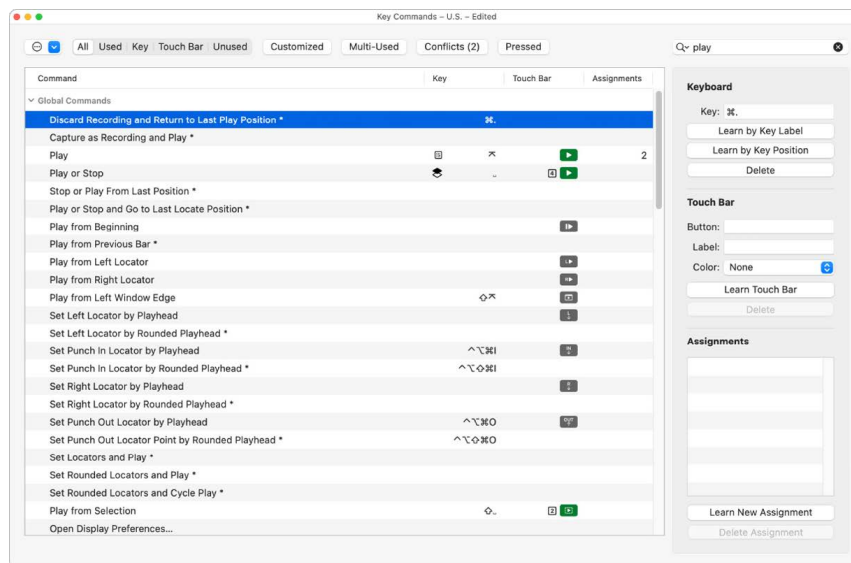 Key Commands – U.S. – Edited
All Used Key Touch Bar Unused Customized Multi-Used Conflicts (2) Pressed play
Command Key Touch Bar Assignments
Global Commands
Discard Recording and Return to Last Play Position * ⌘.
Capture as Recording and Play *
Play 2
Play or Stop 4
Stop or Play From Last Position *
Play or Stop and Go to Last Locate Position *
Play from Beginning
Play from Previous Bar *
Play from Left Locator
Play from Right Locator
Play from Left Window Edge ⇧⌤
Set Left Locator by Playhead L
Set Left Locator by Rounded Playhead *
Set Punch In Locator by Playhead ^⌥⌘I IN
Set Punch In Locator by Rounded Playhead * ^⌥⇧⌘I
Set Right Locator by Playhead R
Set Right Locator by Rounded Playhead *
Set Punch Out Locator by Playhead ^⌥⌘O OUT
Set Punch Out Locator Point by Rounded Playhead * ^⌥⇧⌘O
Set Locators and Play *
Set Rounded Locators and Play *
Set Rounded Locators and Cycle Play *
Play from Selection ⇧⎵ 2
Open Display Preferences...
Keyboard
Key: ⌘.
Learn by Key Label
Learn by Key Position
Delete
Touch Bar
Button:
Label:
Color: None
Learn Touch Bar
Delete
Assignments
Learn New Assignment
Delete Assignment